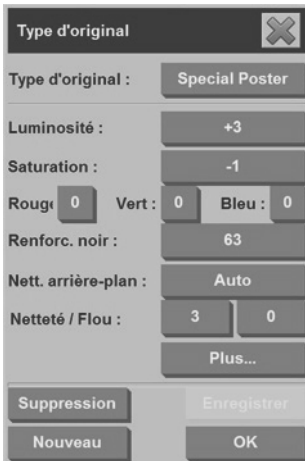 Type d'original
Type d'original : Special Poster
Luminosité : +3
Saturation : -1
Rouge 0 Vert : 0 Bleu : 0
Renforc. noir : 63
Nett. arrière-plan : Auto
Netteté / Flou : 3 0
Plus...
Suppression Enregistrer
Nouveau OK